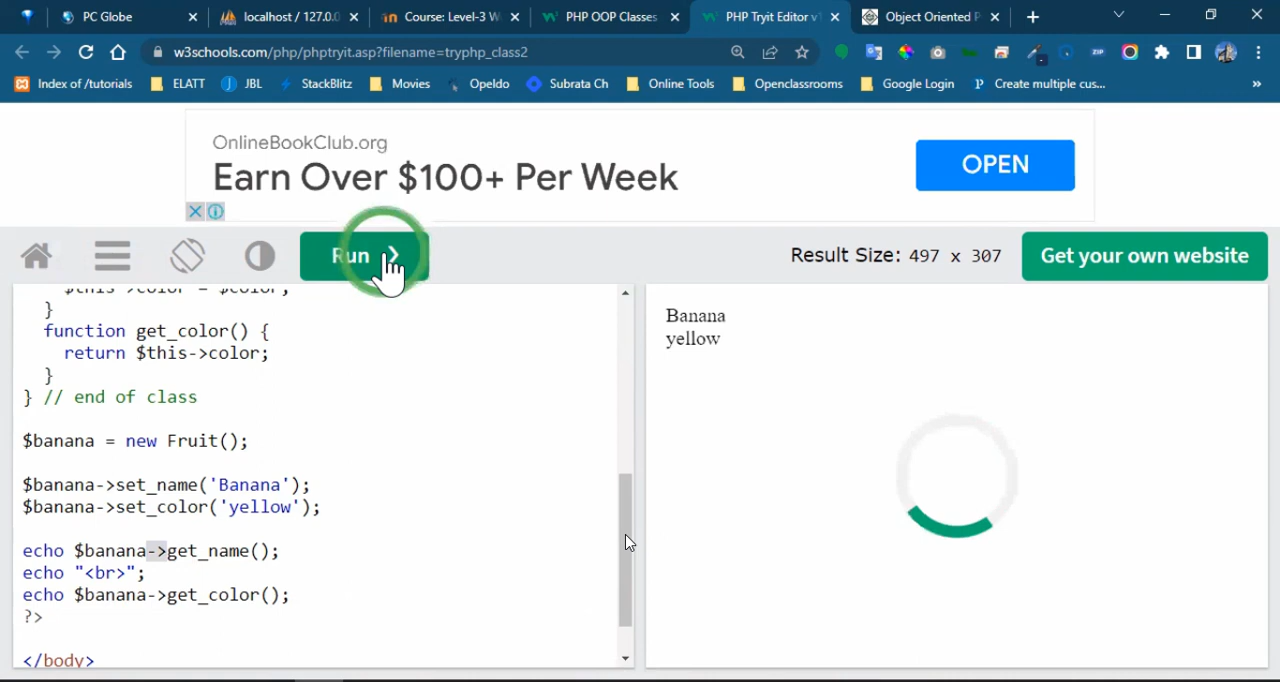 PC Globe
localhost / 127.0.0
Course: Level-3 W
PHP OOP Classes
PHP Tryit Editor v1
Object Oriented P
w3schools.com/php/phptryit.asp?filename=tryphp_class2
ZIP
Index of /tutorials
ELATT
JBL
StackBlitz
Movies
Opeldo
Subrata Ch
Online Tools
Openclassrooms
Google Login
Create multiple cus...
OnlineBookClub.org
Earn Over $100+ Per Week
OPEN
Run ❯
Result Size: 497 x 307
Get your own website
$this->color = $color;
}
function get_color() {
return $this->color;
}
} // end of class
$banana = new Fruit();
$banana->set_name('Banana');
$banana->set_color('yellow');
echo $banana->get_name();
echo "<br>";
echo $banana->get_color();
?>
</body>
Banana
yellow